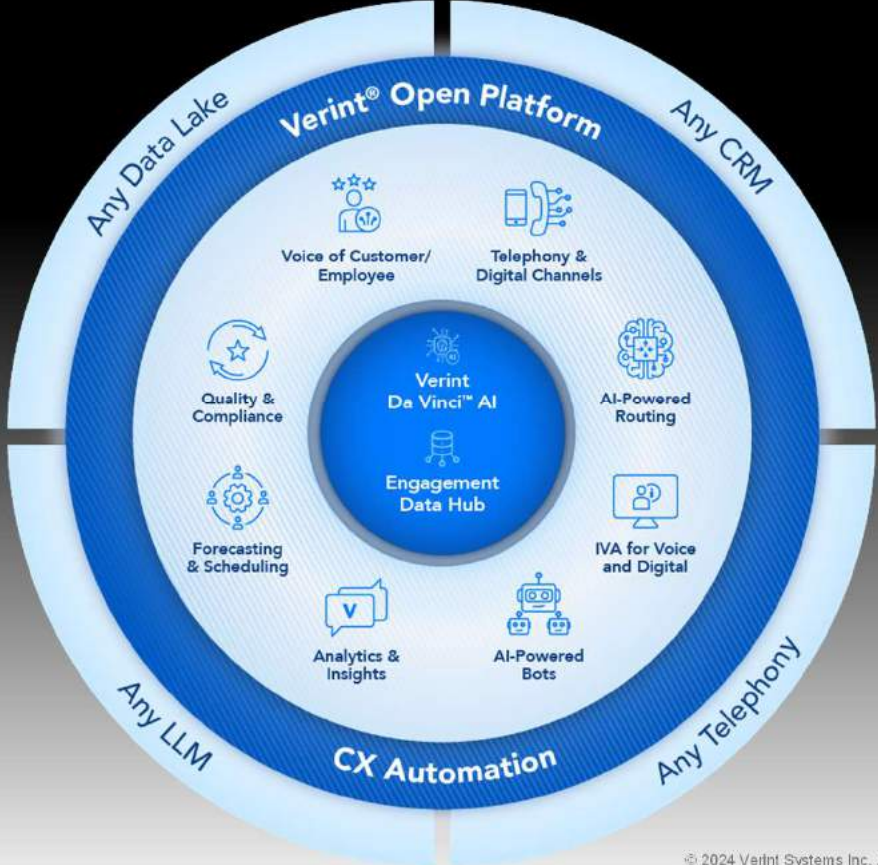 Verint® Open Platform
Any Data Lake
Any CRM
Voice of Customer/
Employee
Telephony &
Digital Channels
Quality &
Compliance
Verint
Da Vinci™ AI
AI-Powered
Routing
Engagement
Data Hub
Forecasting
& Scheduling
IVA for Voice
and Digital
V
Analytics &
Insights
AI-Powered
Bots
Any LLM
CX Automation
Any Telephony
© 2024 Verint Systems Inc.